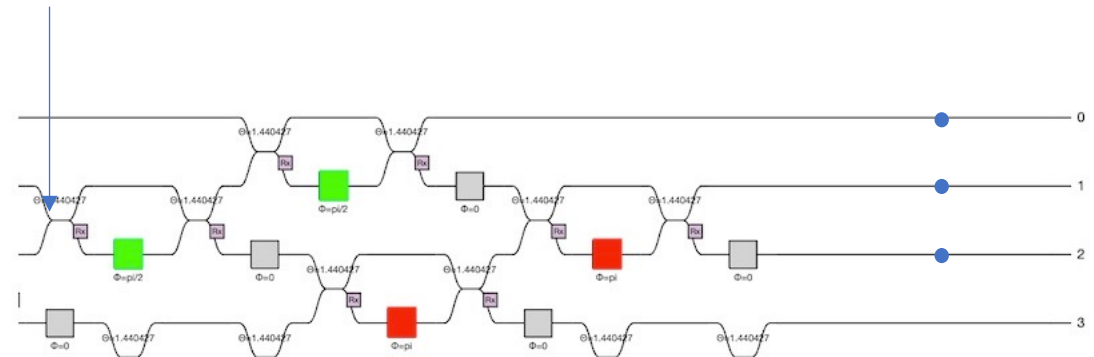 0
Θ=1.440427 Θ=1.440427
Rx Rx
1
Θ=1.440427 Θ=1.440427 Θ=1.440427 Θ=1.440427
Φ=pi/2 Φ=0
Rx Rx Rx Rx
2
Θ=1.440427 Θ=1.440427
Φ=pi/2 Φ=0 Φ=pi Φ=0
Rx Rx
3
Θ=1.440427 Θ=1.440427 Θ=1.440427 Θ=1.440427
Φ=0 Φ=pi Φ=0